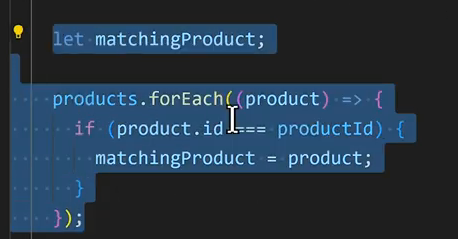 let matchingProduct;
products.forEach((product) => {
if (product.id === productId) {
matchingProduct = product;
}
});